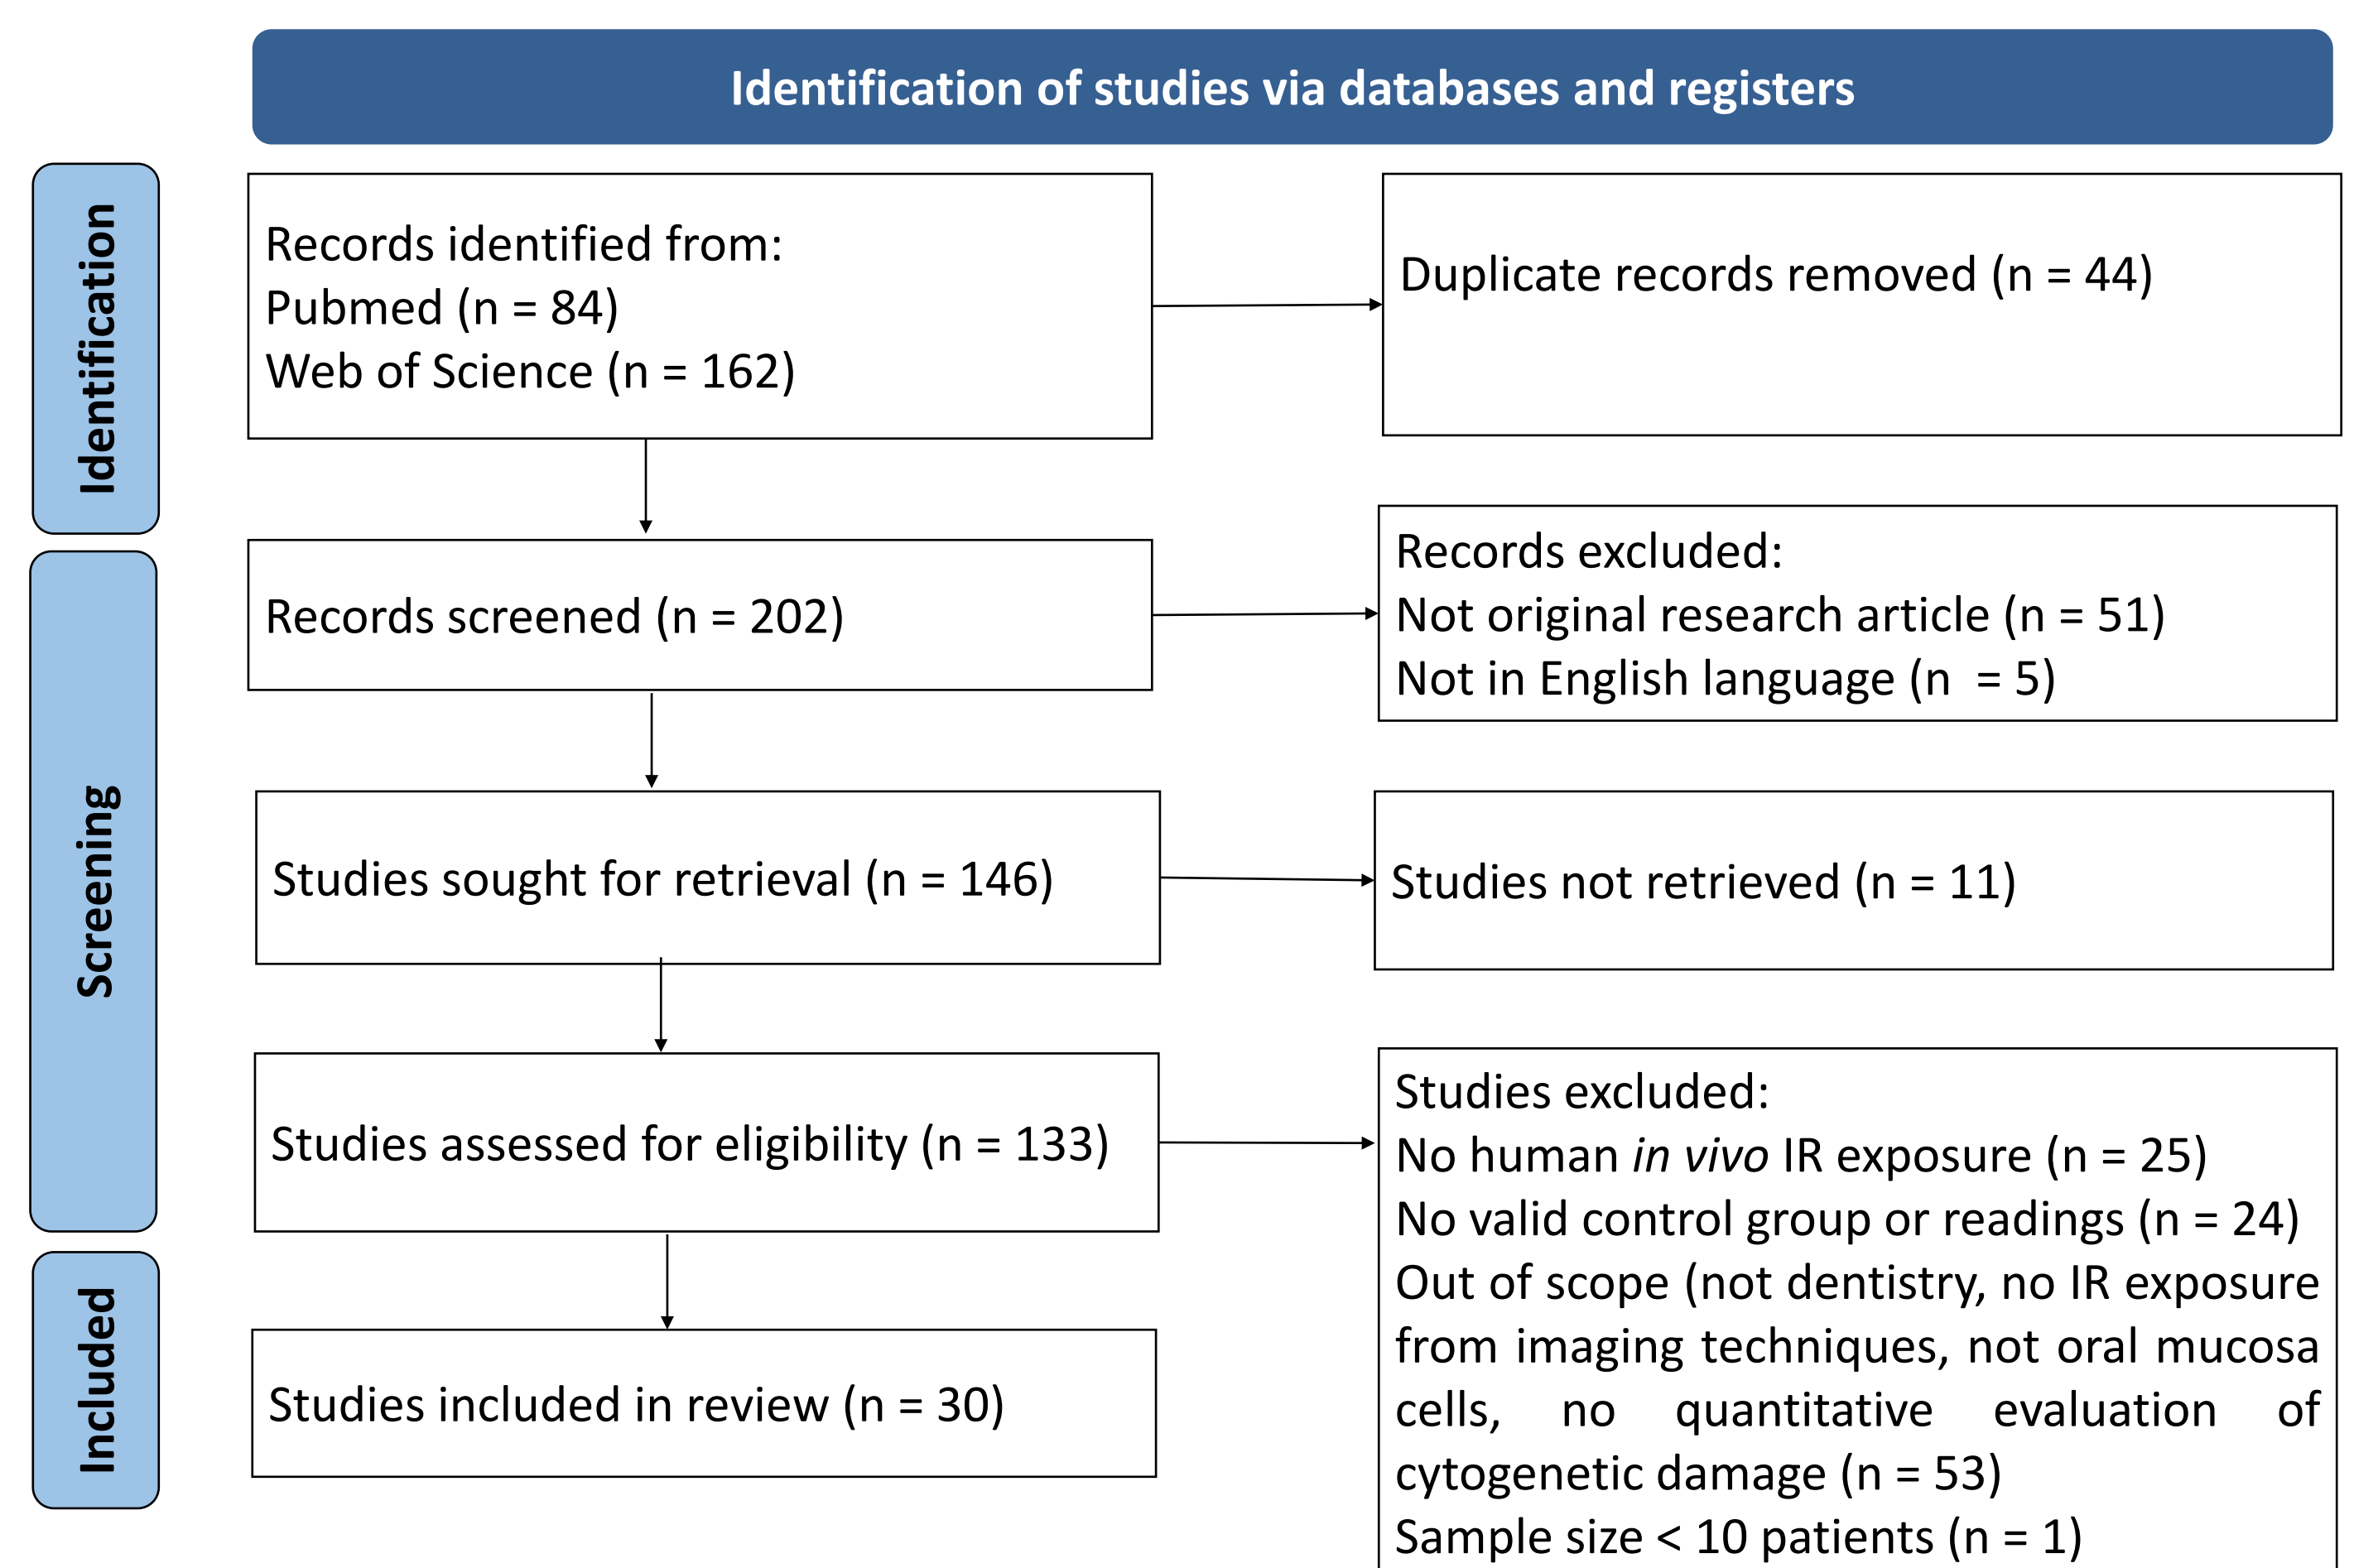 Identification of studies via databases and registers
Identification
Records identified from:
Pubmed (n = 84)
Web of Science (n = 162)
Duplicate records removed (n = 44)
Screening
Records screened (n = 202)
Records excluded:
Not original research article (n = 51)
Not in English language (n  = 5)
Studies sought for retrieval (n = 146)
Studies not retrieved (n = 11)
Studies assessed for eligibility (n = 133)
Studies excluded:
No human in vivo IR exposure (n = 25)
No valid control group or readings (n = 24)
Out of scope (not dentistry, no IR exposure
from imaging techniques, not oral mucosa
cells, no quantitative evaluation of
cytogenetic damage (n = 53)
Sample size < 10 patients (n = 1)
Included
Studies included in review (n = 30)